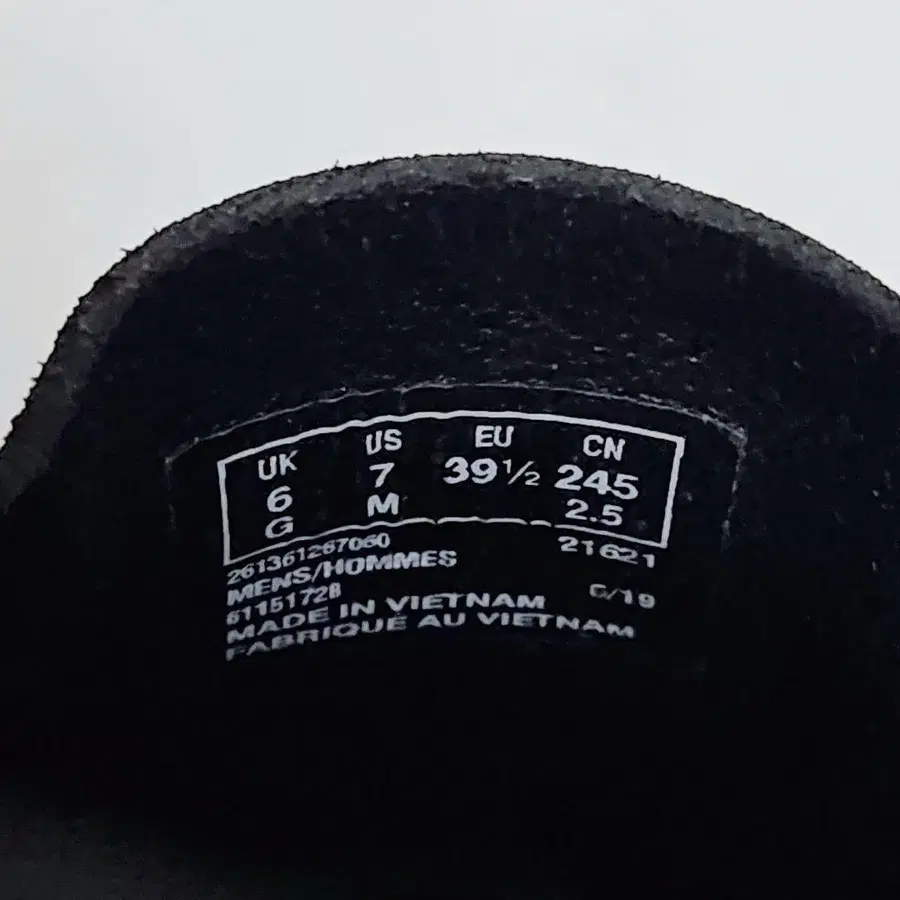 UK US EU CN
6 7 39½ 245
G M 2.5
261361267060 21621
MENS/HOMMES
6/19
MADE IN VIETNAM
FABRIQUÉ AU VIETNAM